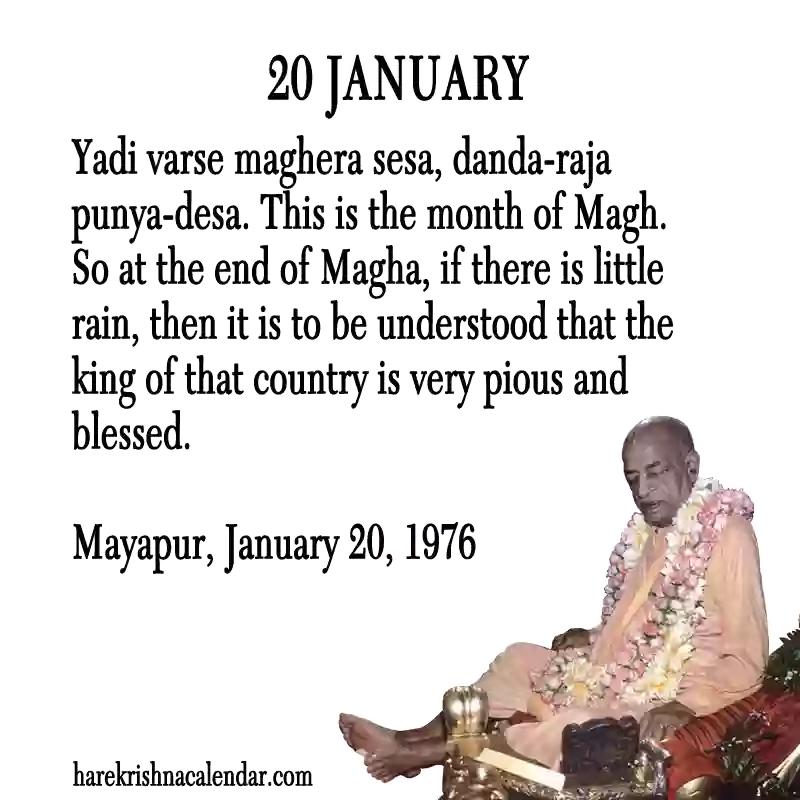 20 JANUARY
Yadi varse maghera sesa, danda-raja
punya-desa. This is the month of Magh.
So at the end of Magha, if there is little
rain, then it is to be understood that the
king of that country is very pious and
blessed.
Mayapur, January 20, 1976
harekrishnacalendar.com